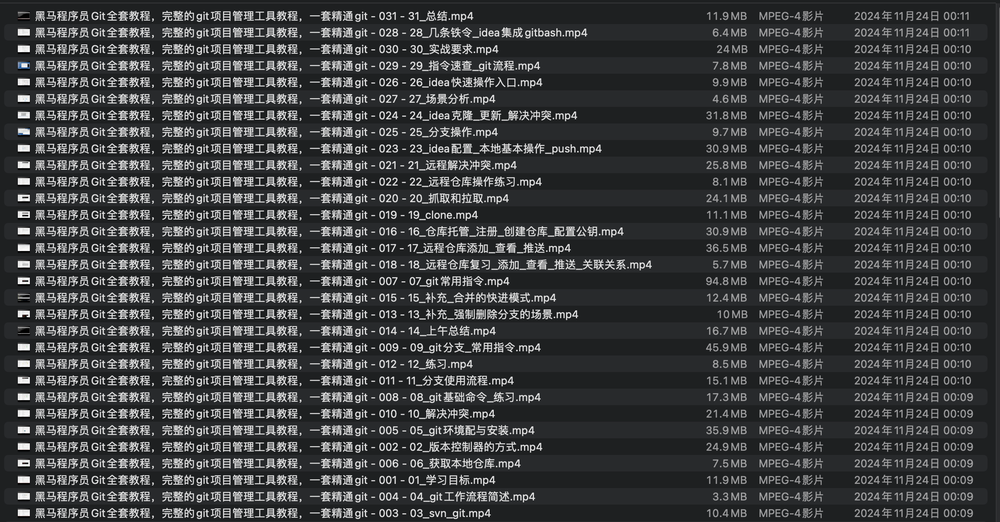 黑马程序员Git全套教程，完整的git项目管理工具教程，一套精通git - 031 - 31_总结.mp4 11.9 MB MPEG-4影片 2024年11月24日 00:11
黑马程序员Git全套教程，完整的git项目管理工具教程，一套精通git - 028 - 28_几条铁令_idea集成gitbash.mp4 6.4 MB MPEG-4影片 2024年11月24日 00:11
黑马程序员Git全套教程，完整的git项目管理工具教程，一套精通git - 030 - 30_实战要求.mp4 24 MB MPEG-4影片 2024年11月24日 00:10
黑马程序员Git全套教程，完整的git项目管理工具教程，一套精通git - 029 - 29_指令速查_git流程.mp4 7.8 MB MPEG-4影片 2024年11月24日 00:10
黑马程序员Git全套教程，完整的git项目管理工具教程，一套精通git - 026 - 26_idea快速操作入口.mp4 9.9 MB MPEG-4影片 2024年11月24日 00:10
黑马程序员Git全套教程，完整的git项目管理工具教程，一套精通git - 027 - 27_场景分析.mp4 4.6 MB MPEG-4影片 2024年11月24日 00:10
黑马程序员Git全套教程，完整的git项目管理工具教程，一套精通git - 024 - 24_idea克隆_更新_解决冲突.mp4 31.8 MB MPEG-4影片 2024年11月24日 00:10
黑马程序员Git全套教程，完整的git项目管理工具教程，一套精通git - 025 - 25_分支操作.mp4 9.7 MB MPEG-4影片 2024年11月24日 00:10
黑马程序员Git全套教程，完整的git项目管理工具教程，一套精通git - 023 - 23_idea配置_本地基本操作_push.mp4 30.9 MB MPEG-4影片 2024年11月24日 00:10
黑马程序员Git全套教程，完整的git项目管理工具教程，一套精通git - 021 - 21_远程解决冲突.mp4 25.8 MB MPEG-4影片 2024年11月24日 00:10
黑马程序员Git全套教程，完整的git项目管理工具教程，一套精通git - 022 - 22_远程仓库操作练习.mp4 8.1 MB MPEG-4影片 2024年11月24日 00:10
黑马程序员Git全套教程，完整的git项目管理工具教程，一套精通git - 020 - 20_抓取和拉取.mp4 24.1 MB MPEG-4影片 2024年11月24日 00:10
黑马程序员Git全套教程，完整的git项目管理工具教程，一套精通git - 019 - 19_clone.mp4 11.1 MB MPEG-4影片 2024年11月24日 00:10
黑马程序员Git全套教程，完整的git项目管理工具教程，一套精通git - 016 - 16_仓库托管_注册_创建仓库_配置公钥.mp4 30.9 MB MPEG-4影片 2024年11月24日 00:10
黑马程序员Git全套教程，完整的git项目管理工具教程，一套精通git - 017 - 17_远程仓库添加_查看_推送.mp4 36.5 MB MPEG-4影片 2024年11月24日 00:10
黑马程序员Git全套教程，完整的git项目管理工具教程，一套精通git - 018 - 18_远程仓库复习_添加_查看_推送_关联关系.mp4 5.7 MB MPEG-4影片 2024年11月24日 00:10
黑马程序员Git全套教程，完整的git项目管理工具教程，一套精通git - 007 - 07_git常用指令.mp4 94.8 MB MPEG-4影片 2024年11月24日 00:10
黑马程序员Git全套教程，完整的git项目管理工具教程，一套精通git - 015 - 15_补充_合并的快进模式.mp4 12.4 MB MPEG-4影片 2024年11月24日 00:10
黑马程序员Git全套教程，完整的git项目管理工具教程，一套精通git - 013 - 13_补充_强制删除分支的场景.mp4 10 MB MPEG-4影片 2024年11月24日 00:10
黑马程序员Git全套教程，完整的git项目管理工具教程，一套精通git - 014 - 14_上午总结.mp4 16.7 MB MPEG-4影片 2024年11月24日 00:10
黑马程序员Git全套教程，完整的git项目管理工具教程，一套精通git - 009 - 09_git分支_常用指令.mp4 45.9 MB MPEG-4影片 2024年11月24日 00:10
黑马程序员Git全套教程，完整的git项目管理工具教程，一套精通git - 012 - 12_练习.mp4 8.5 MB MPEG-4影片 2024年11月24日 00:10
黑马程序员Git全套教程，完整的git项目管理工具教程，一套精通git - 011 - 11_分支使用流程.mp4 15.1 MB MPEG-4影片 2024年11月24日 00:10
黑马程序员Git全套教程，完整的git项目管理工具教程，一套精通git - 008 - 08_git基础命令_练习.mp4 17.3 MB MPEG-4影片 2024年11月24日 00:09
黑马程序员Git全套教程，完整的git项目管理工具教程，一套精通git - 010 - 10_解决冲突.mp4 21.4 MB MPEG-4影片 2024年11月24日 00:09
黑马程序员Git全套教程，完整的git项目管理工具教程，一套精通git - 005 - 05_git环境配与安装.mp4 35.9 MB MPEG-4影片 2024年11月24日 00:09
黑马程序员Git全套教程，完整的git项目管理工具教程，一套精通git - 002 - 02_版本控制器的方式.mp4 24.9 MB MPEG-4影片 2024年11月24日 00:09
黑马程序员Git全套教程，完整的git项目管理工具教程，一套精通git - 006 - 06_获取本地仓库.mp4 7.5 MB MPEG-4影片 2024年11月24日 00:09
黑马程序员Git全套教程，完整的git项目管理工具教程，一套精通git - 001 - 01_学习目标.mp4 11.9 MB MPEG-4影片 2024年11月24日 00:09
黑马程序员Git全套教程，完整的git项目管理工具教程，一套精通git - 004 - 04_git工作流程简述.mp4 3.3 MB MPEG-4影片 2024年11月24日 00:09
黑马程序员Git全套教程，完整的git项目管理工具教程，一套精通git - 003 - 03_svn_git.mp4 10.4 MB MPEG-4影片 2024年11月24日 00:09